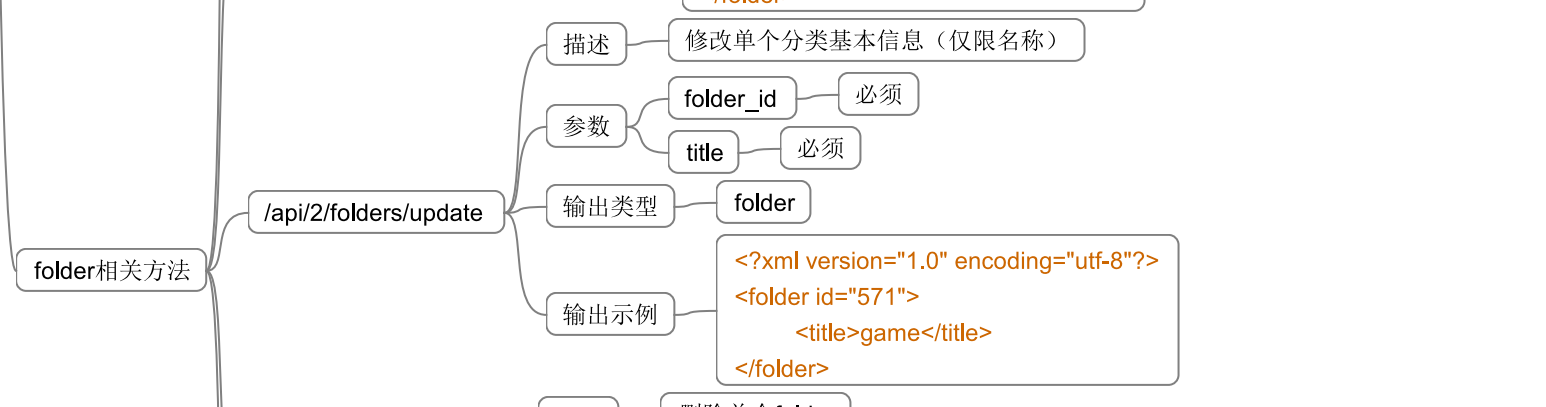 /folder
描述
修改单个分类基本信息（仅限名称）
参数
folder_id
必须
title
必须
/api/2/folders/update
输出类型
folder
folder相关方法
输出示例
<?xml version="1.0" encoding="utf-8"?>
<folder id="571">
<title>game</title>
</folder>